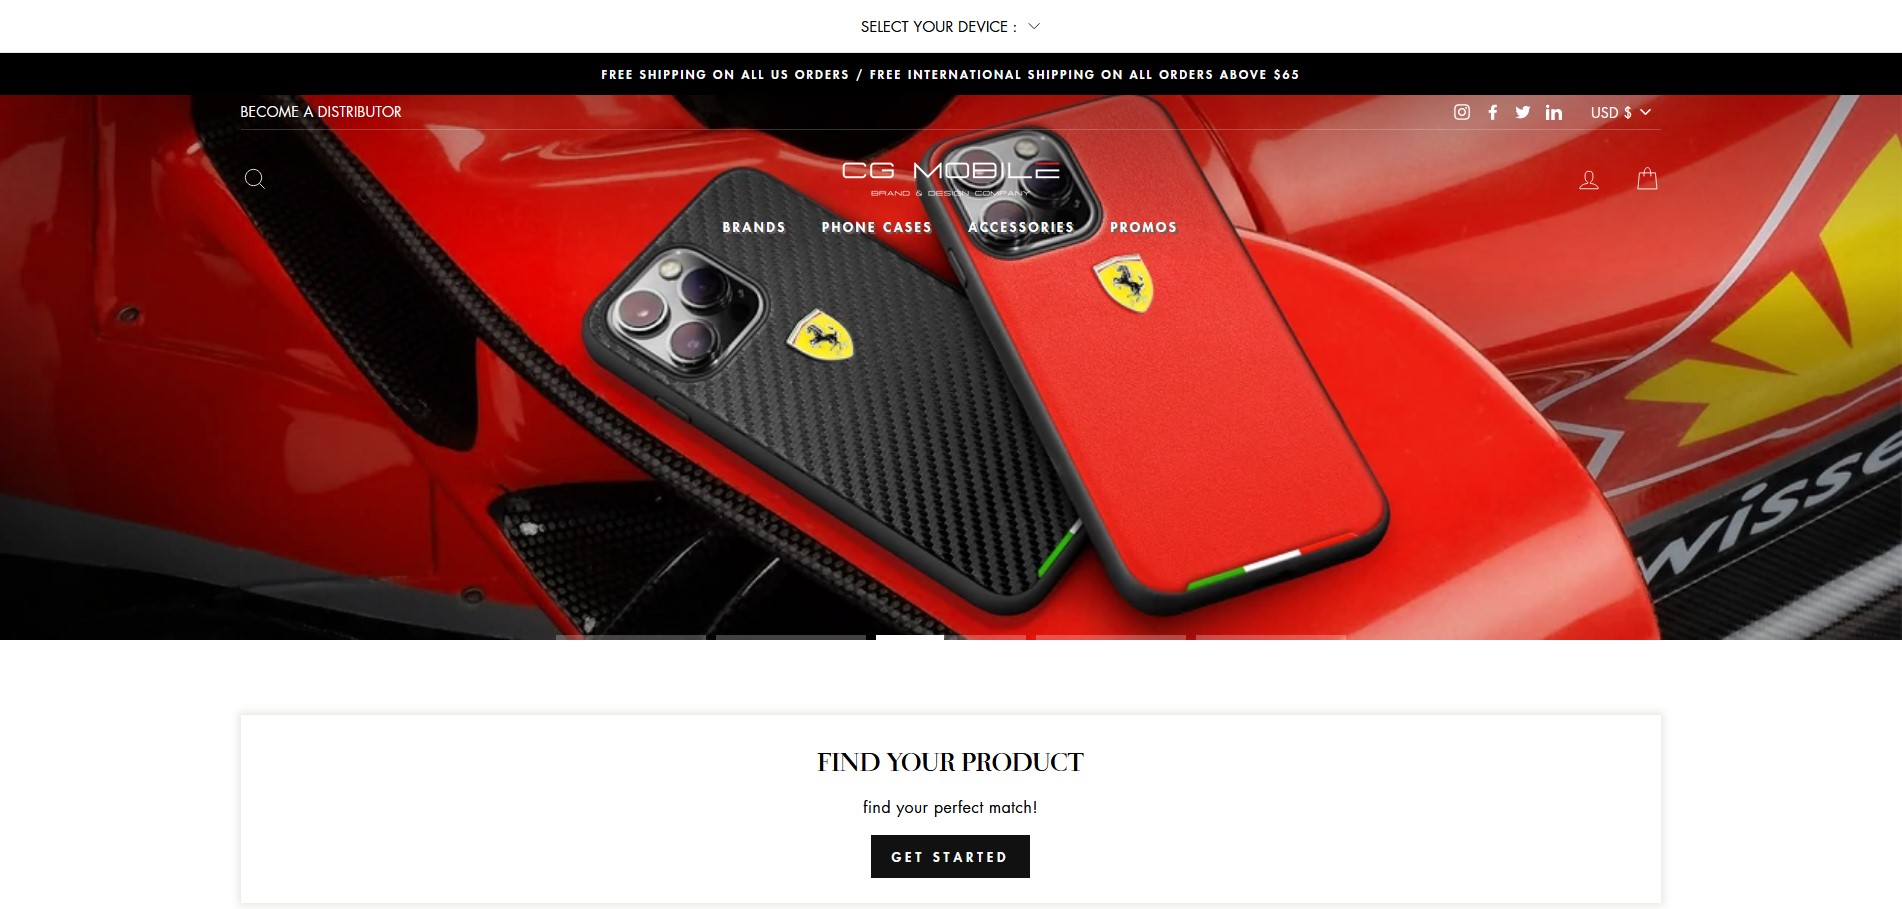 SELECT YOUR DEVICE :
FREE SHIPPING ON ALL US ORDERS / FREE INTERNATIONAL SHIPPING ON ALL ORDERS ABOVE $65
BECOME A DISTRIBUTOR
USD $
CG MOBILE
BRAND & DESIGN COMPANY
BRANDS PHONE CASES ACCESSORIES PROMOS
wisse
FIND YOUR PRODUCT
find your perfect match!
GET STARTED